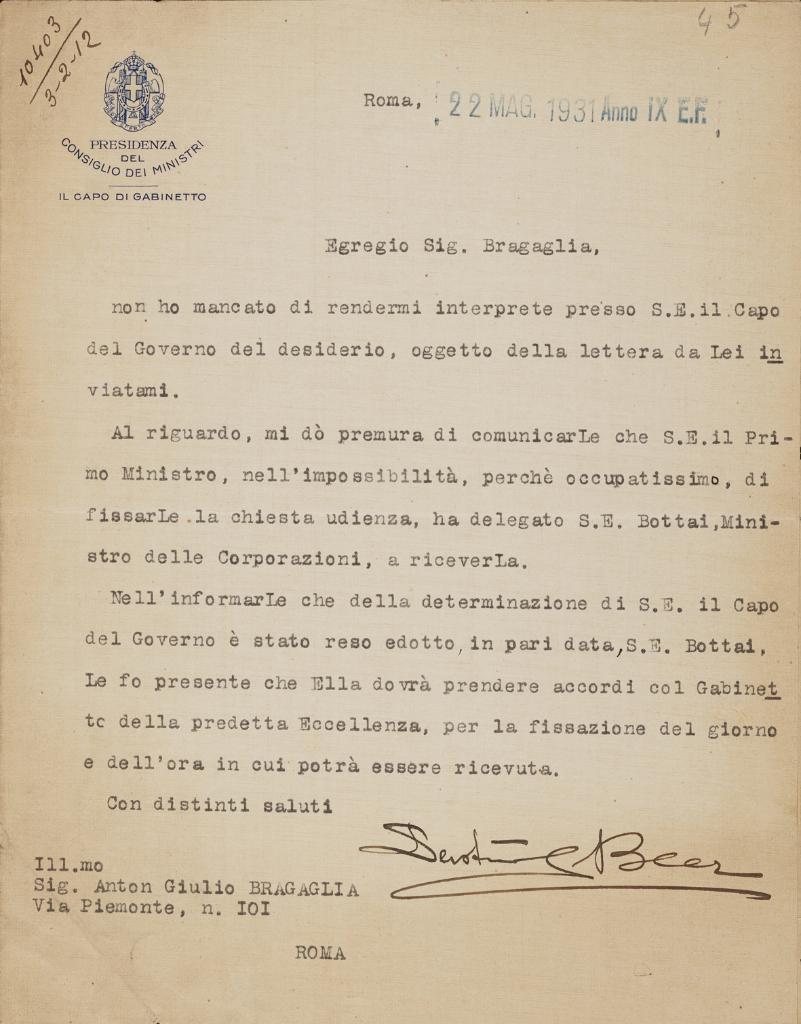 45
10403
3-2-12
PRESIDENZA
DEL
CONSIGLIO DEI MINISTRI
IL CAPO DI GABINETTO
Roma, 22 MAG. 1931 Anno IX E.F.
Egregio Sig. Bragaglia,
non ho mancato di rendermi interprete presso S.E.il Capo
del Governo del desiderio, oggetto della lettera da Lei in
viatami.
Al riguardo, mi dò premura di comunicarLe che S.E.il Pri-
mo Ministro, nell'impossibilità, perchè occupatissimo, di
fissarLe la chiesta udienza, ha delegato S.E. Bottai,Mini-
stro delle Corporazioni, a riceverLa.
Nell'informarLe che della determinazione di S.E. il Capo
del Governo è stato reso edotto, in pari data, S.E. Bottai,
Le fo presente che Ella dovrà prendere accordi col Gabinet
to della predetta Eccellenza, per la fissazione del giorno
e dell'ora in cui potrà essere ricevuta.
Con distinti saluti
Beer
Ill.mo
Sig. Anton Giulio BRAGAGLIA
Via Piemonte, n. IOI
ROMA